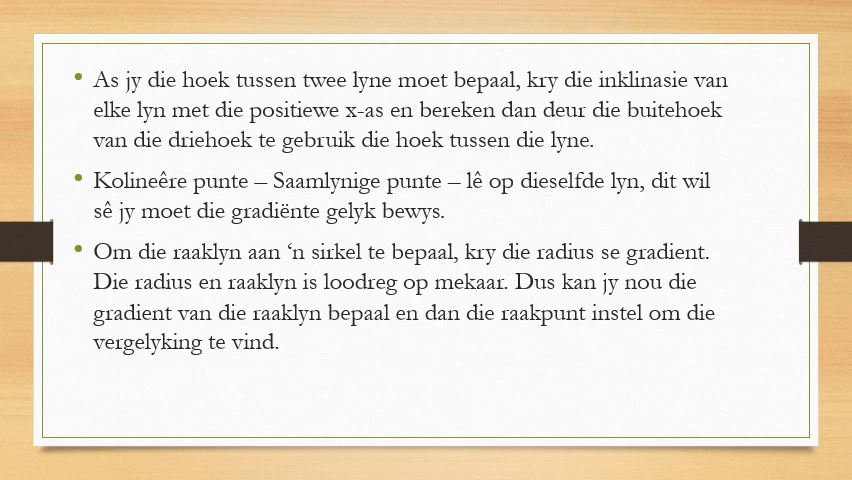 • As jy die hoek tussen twee lyne moet bepaal, kry die inklinasie van
elke lyn met die positiewe x-as en bereken dan deur die buitehoek
van die driehoek te gebruik die hoek tussen die lyne.
• Kolineêre punte – Saamlynige punte – lê op dieselfde lyn, dit wil
sê jy moet die gradiënte gelyk bewys.
• Om die raaklyn aan ‘n sirkel te bepaal, kry die radius se gradient.
Die radius en raaklyn is loodreg op mekaar. Dus kan jy nou die
gradient van die raaklyn bepaal en dan die raakpunt instel om die
vergelyking te vind.